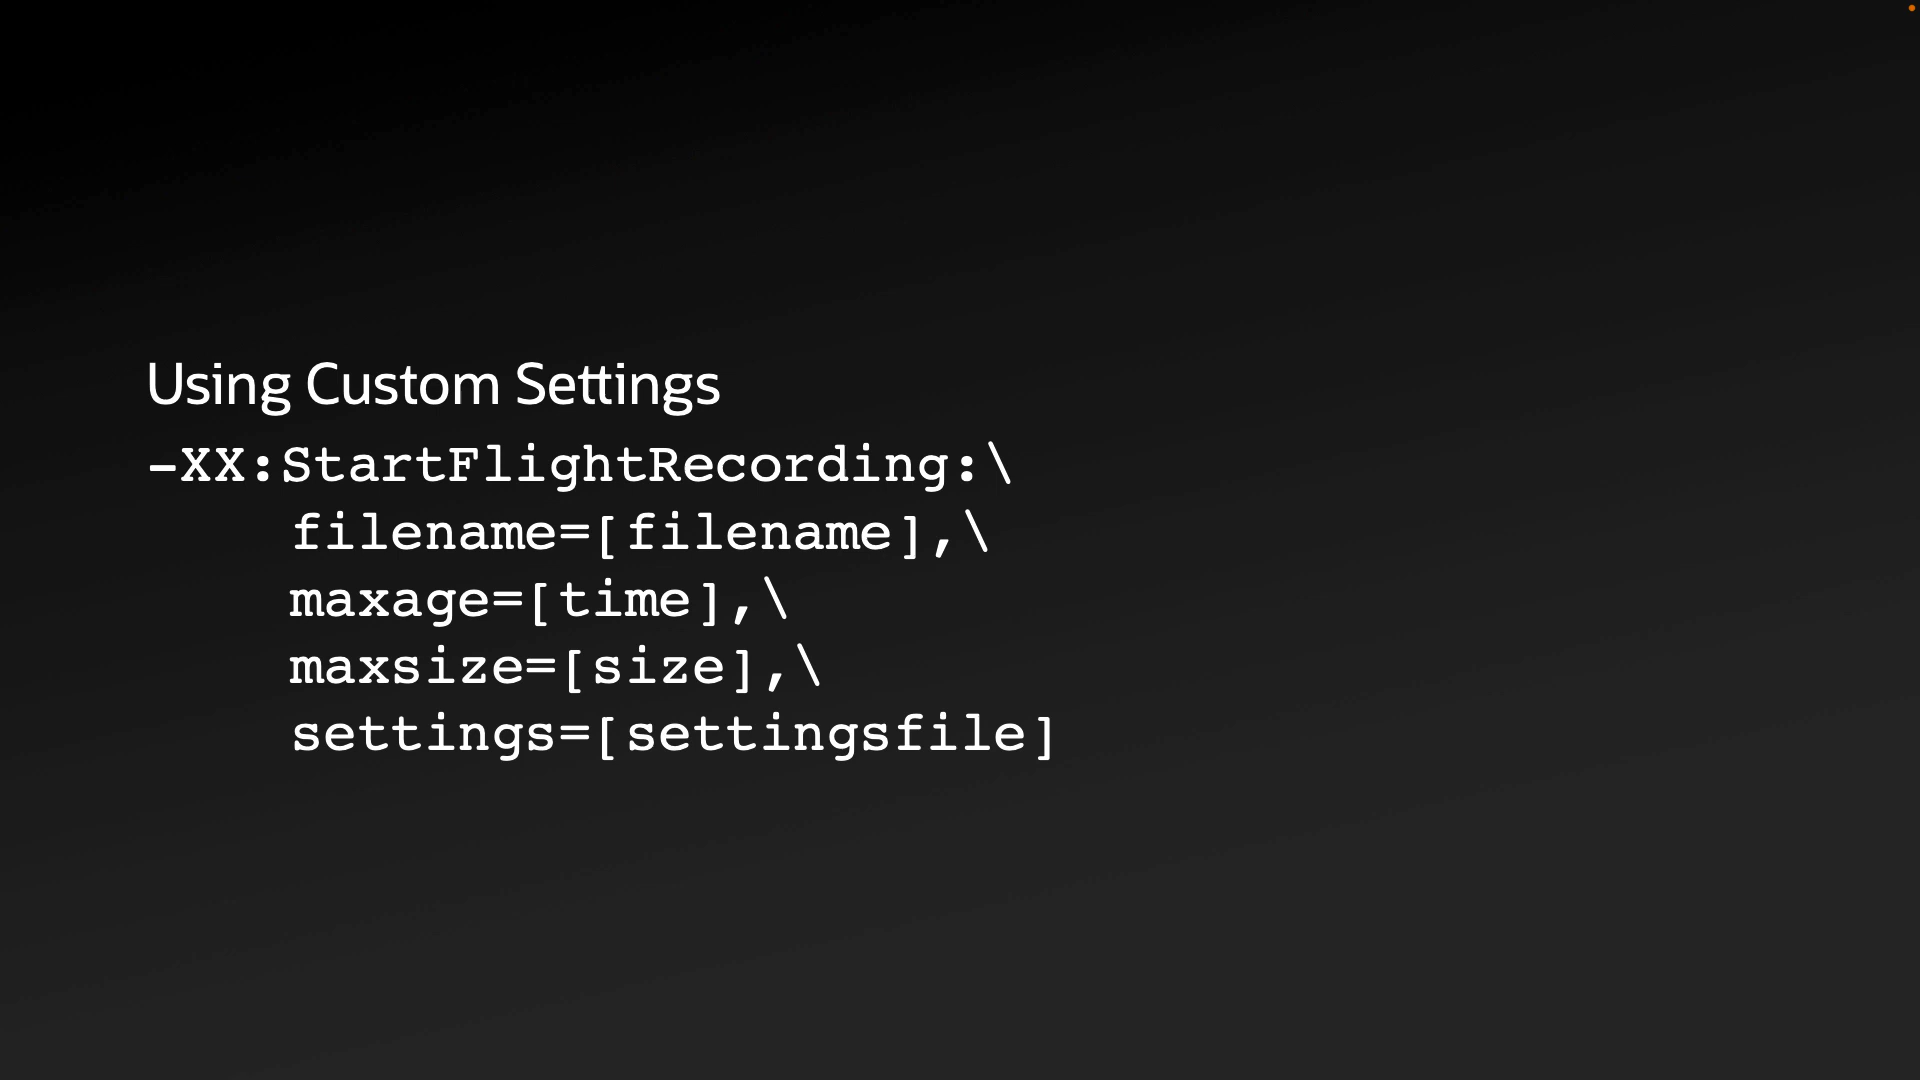 Using Custom Settings
-XX:StartFlightRecording:\
filename=[filename],\
maxage=[time],\
maxsize=[size],\
settings=[settingsfile]